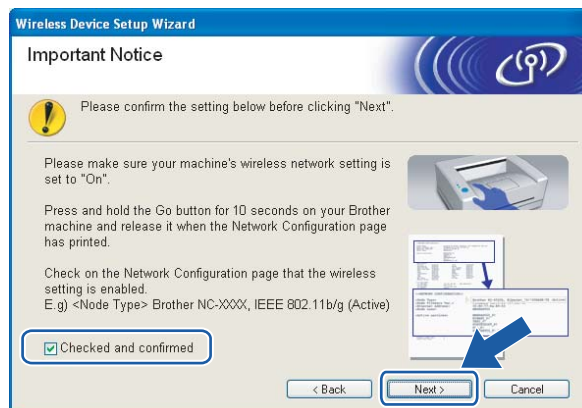 Wireless Device Setup Wizard
Important Notice
Please confirm the setting below before clicking "Next".
Please make sure your machine's wireless network setting is
set to "On".
Press and hold the Go button for 10 seconds on your Brother
machine and release it when the Network Configuration page
has printed.
Check on the Network Configuration page that the wireless
setting is enabled.
E.g) <Node Type> Brother NC-XXXX, IEEE 802.11b/g (Active)
Checked and confirmed
< Back
Next >
Cancel